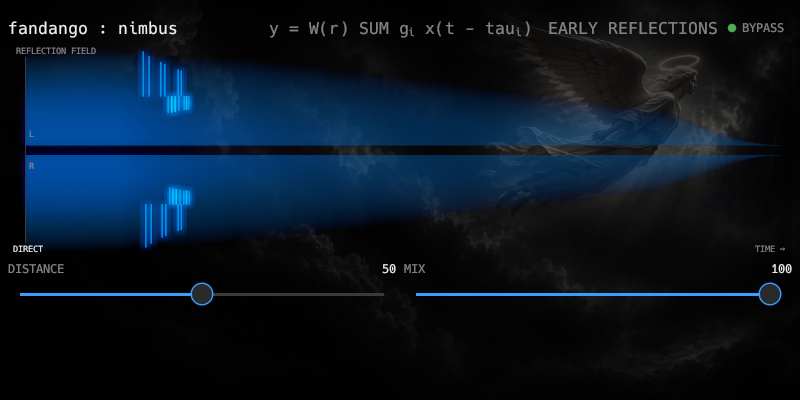 fandango : nimbus
y = W(r) SUM gᵢ x(t - tauᵢ)
EARLY REFLECTIONS
BYPASS
REFLECTION FIELD
L
R
DIRECT
TIME →
DISTANCE 50
MIX 100